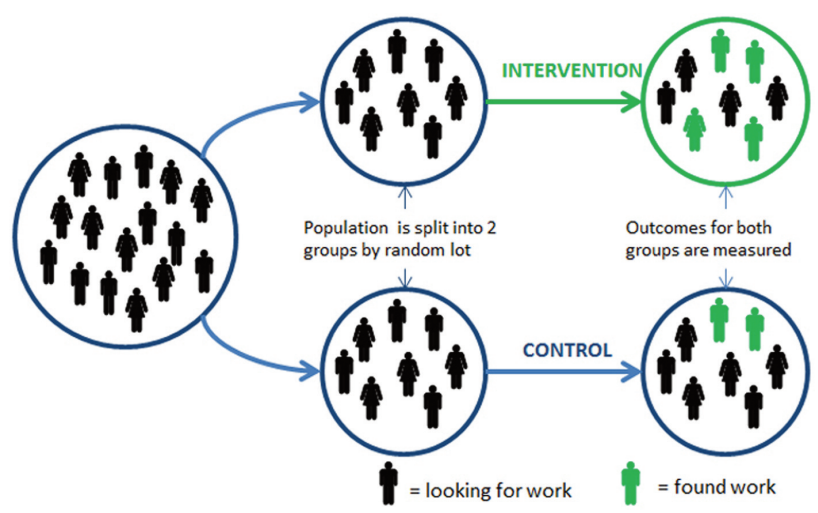 INTERVENTION
Population is split into 2
groups by random lot
Outcomes for both
groups are measured
CONTROL
= looking for work
= found work